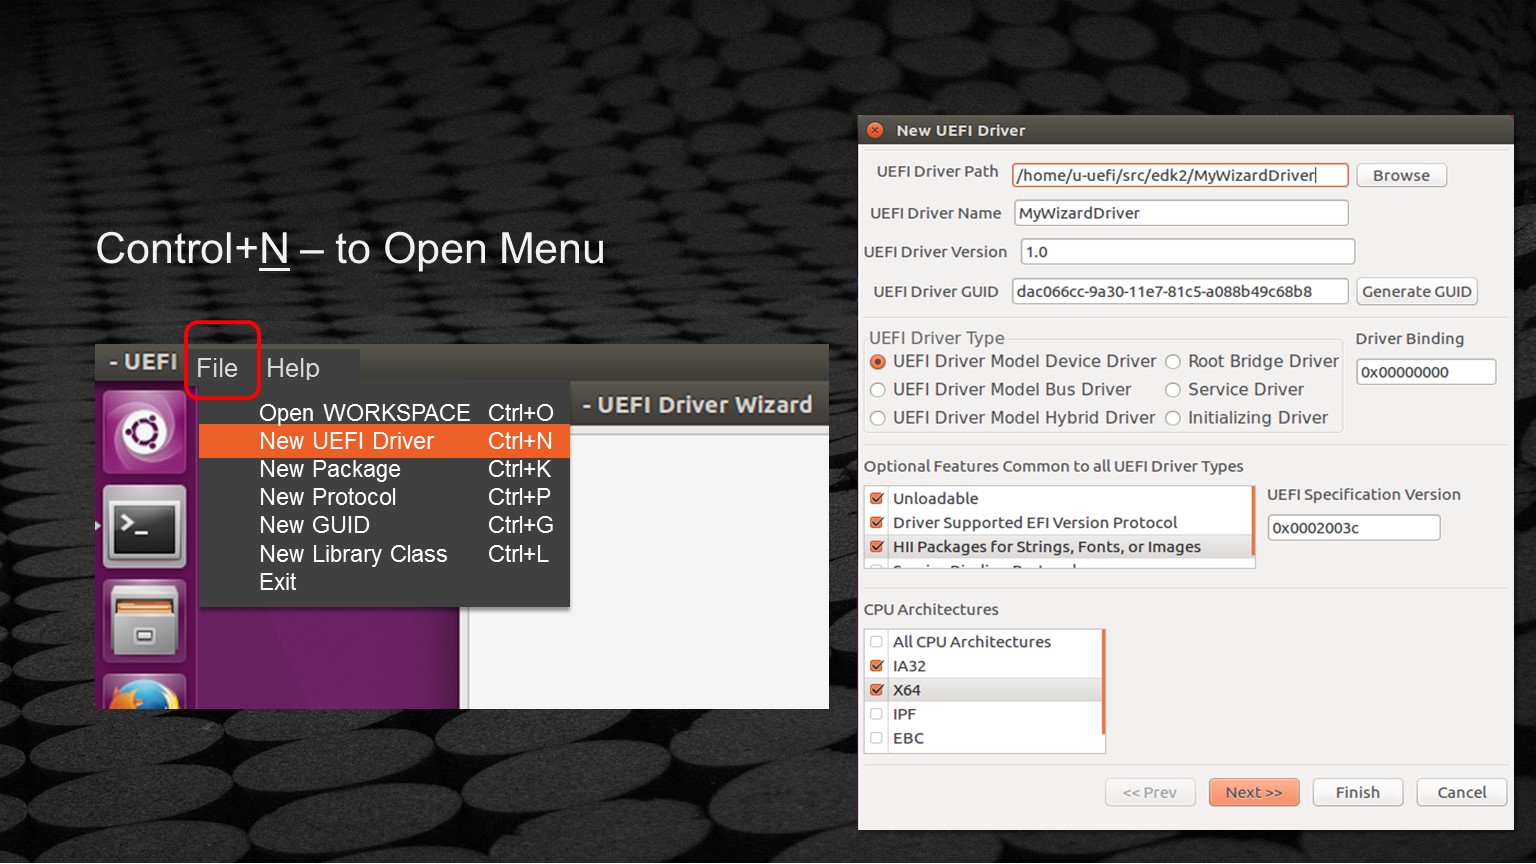 Control+N – to Open Menu
- UEFI File Help
Open WORKSPACE Ctrl+O
New UEFI Driver Ctrl+N
New Package Ctrl+K
New Protocol Ctrl+P
New GUID Ctrl+G
New Library Class Ctrl+L
Exit
- UEFI Driver Wizard
New UEFI Driver
UEFI Driver Path /home/u-uefi/src/edk2/MyWizardDriver Browse
UEFI Driver Name MyWizardDriver
UEFI Driver Version 1.0
UEFI Driver GUID dac066cc-9a30-11e7-81c5-a088b49c68b8 Generate GUID
UEFI Driver Type Driver Binding
UEFI Driver Model Device Driver Root Bridge Driver 0x00000000
UEFI Driver Model Bus Driver Service Driver
UEFI Driver Model Hybrid Driver Initializing Driver
Optional Features Common to all UEFI Driver Types
Unloadable UEFI Specification Version
Driver Supported EFI Version Protocol 0x0002003c
HII Packages for Strings, Fonts, or Images
CPU Architectures
All CPU Architectures
IA32
X64
IPF
EBC
<< Prev Next >> Finish Cancel